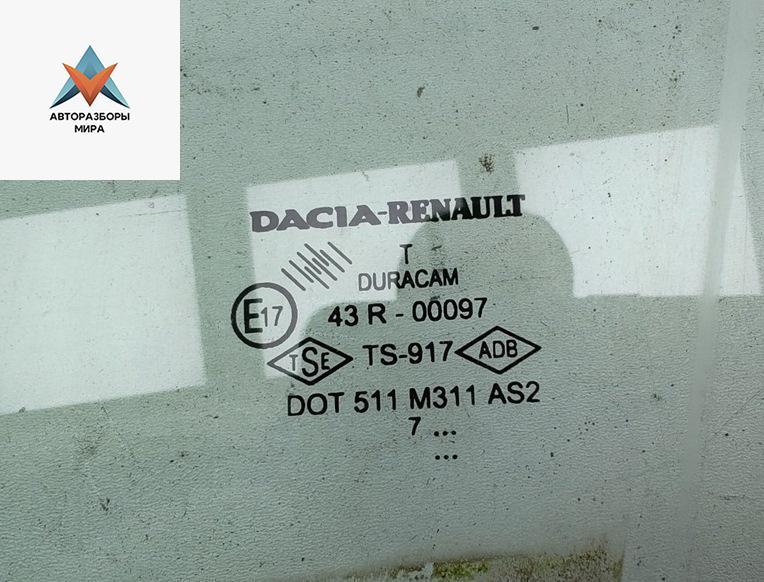 АВТОРАЗБОРЫ
МИРА
DACIA-RENAULT
T
DURACAM
E17 43 R - 00097
TSE TS-917 ADB
DOT 511 M311 AS2
7 ...
...